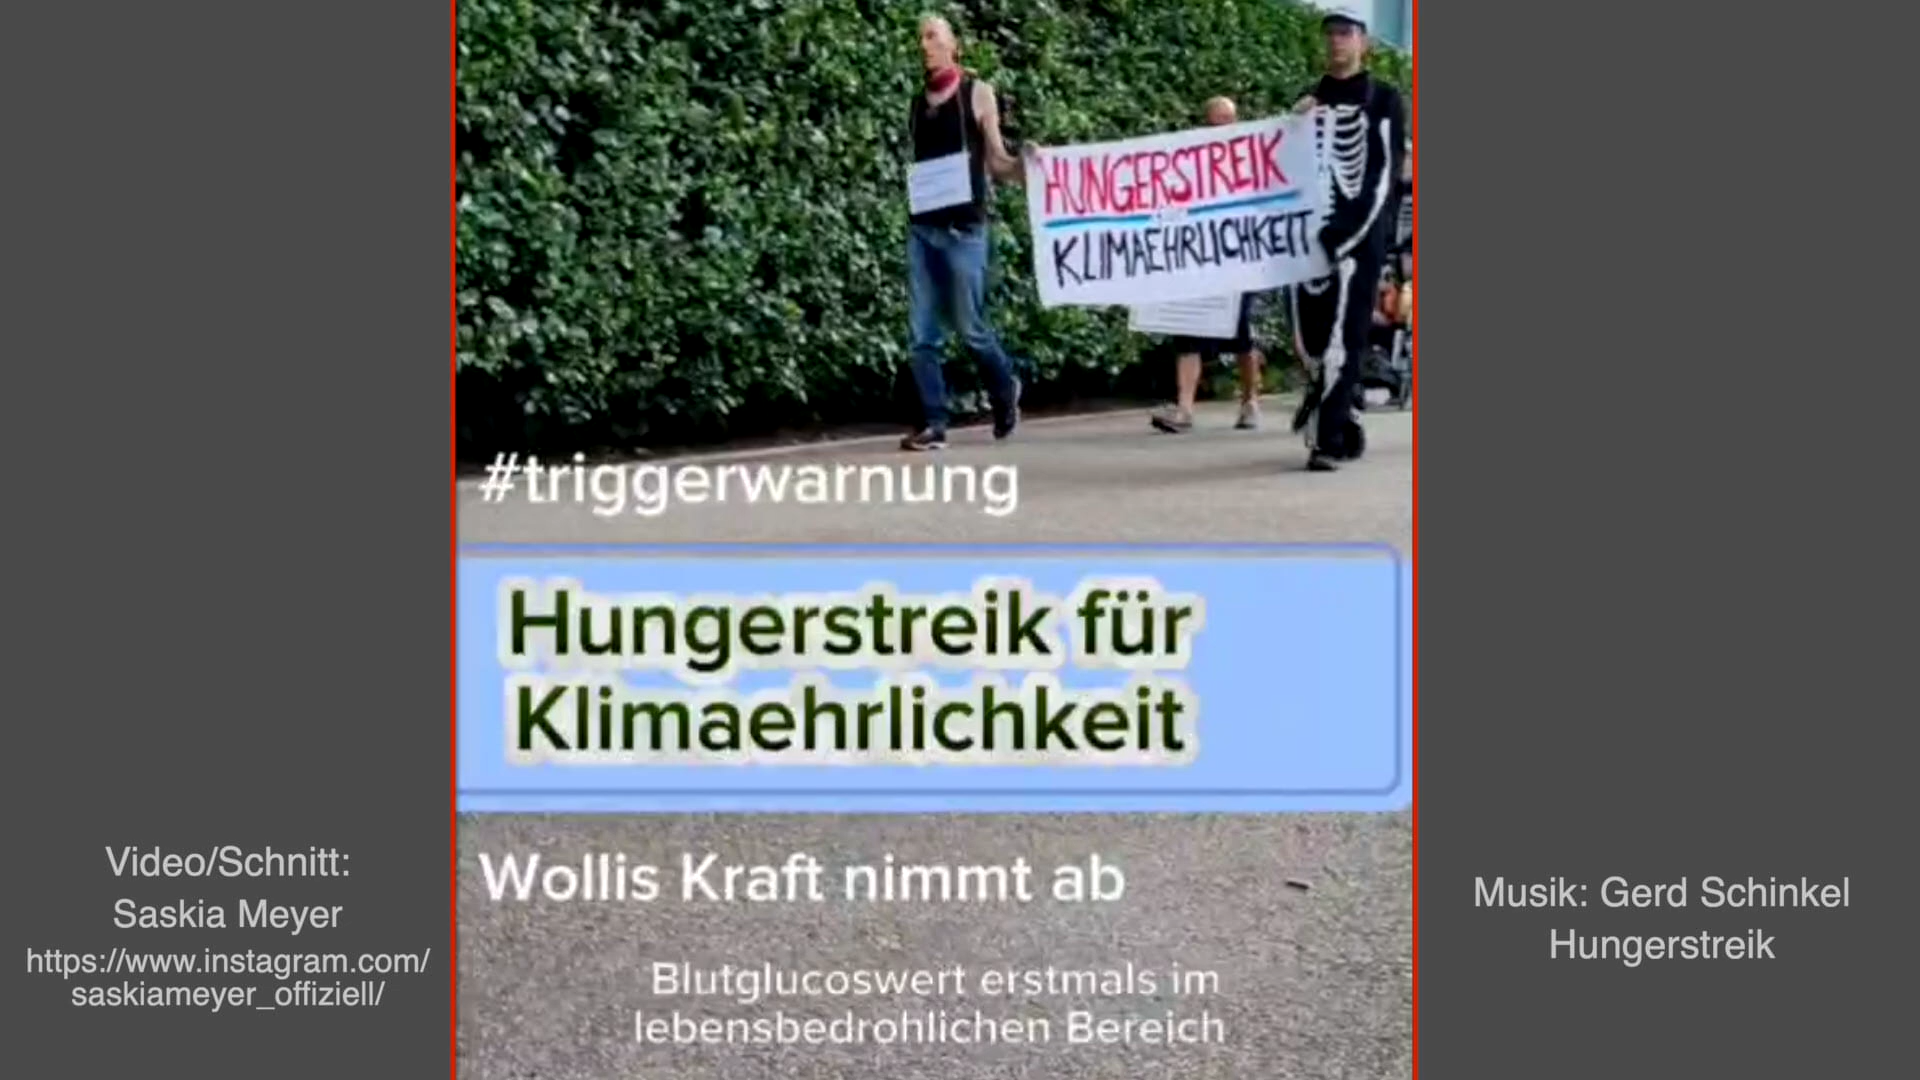 HUNGERSTREIK
KLIMAEHRLICHKEIT
#triggerwarnung
Hungerstreik für
Klimaehrlichkeit
Wollis Kraft nimmt ab
Blutglucoswert erstmals im
lebensbedrohlichen Bereich
Video/Schnitt:
Saskia Meyer
https://www.instagram.com/
saskiameyer_offiziell/
Musik: Gerd Schinkel
Hungerstreik